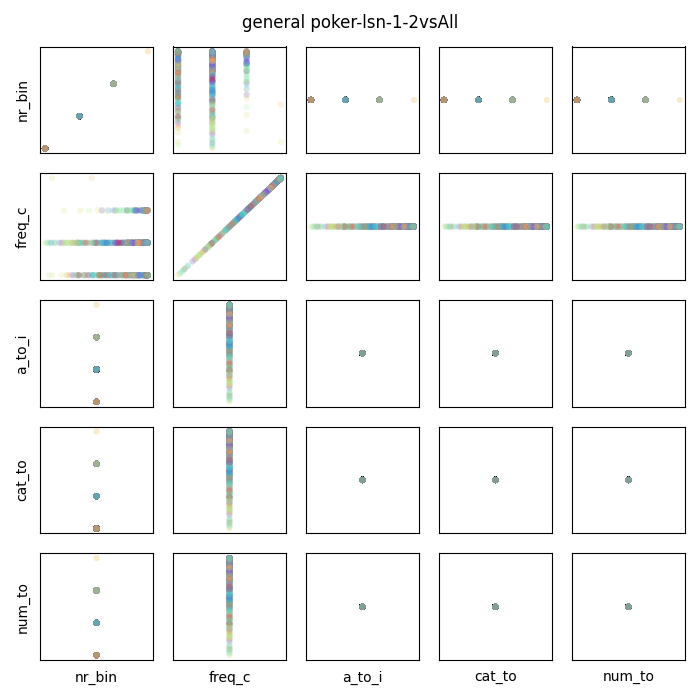 general poker-lsn-1-2vsAll
nr_bin
freq_c
a_to_i
cat_to
num_to
nr_bin
freq_c
a_to_i
cat_to
num_to